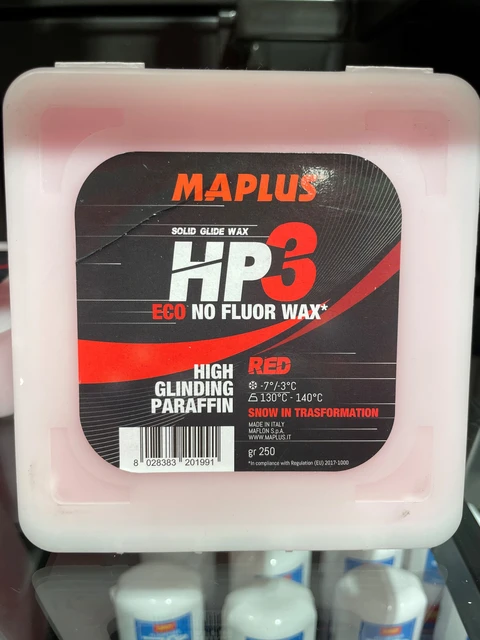 MAPLUS
SOLID GLIDE WAX
HP3
ECO NO FLUOR WAX*
HIGH
GLINDING
PARAFFIN
RED
-7°/-3°C
130°C - 140°C
SNOW IN TRASFORMATION
MADE IN ITALY
MAFLON S.p.A.
WWW.MAPLUS.IT
gr 250
*In compliance with Regulation (EU) 2017-1000
8 028383 201991